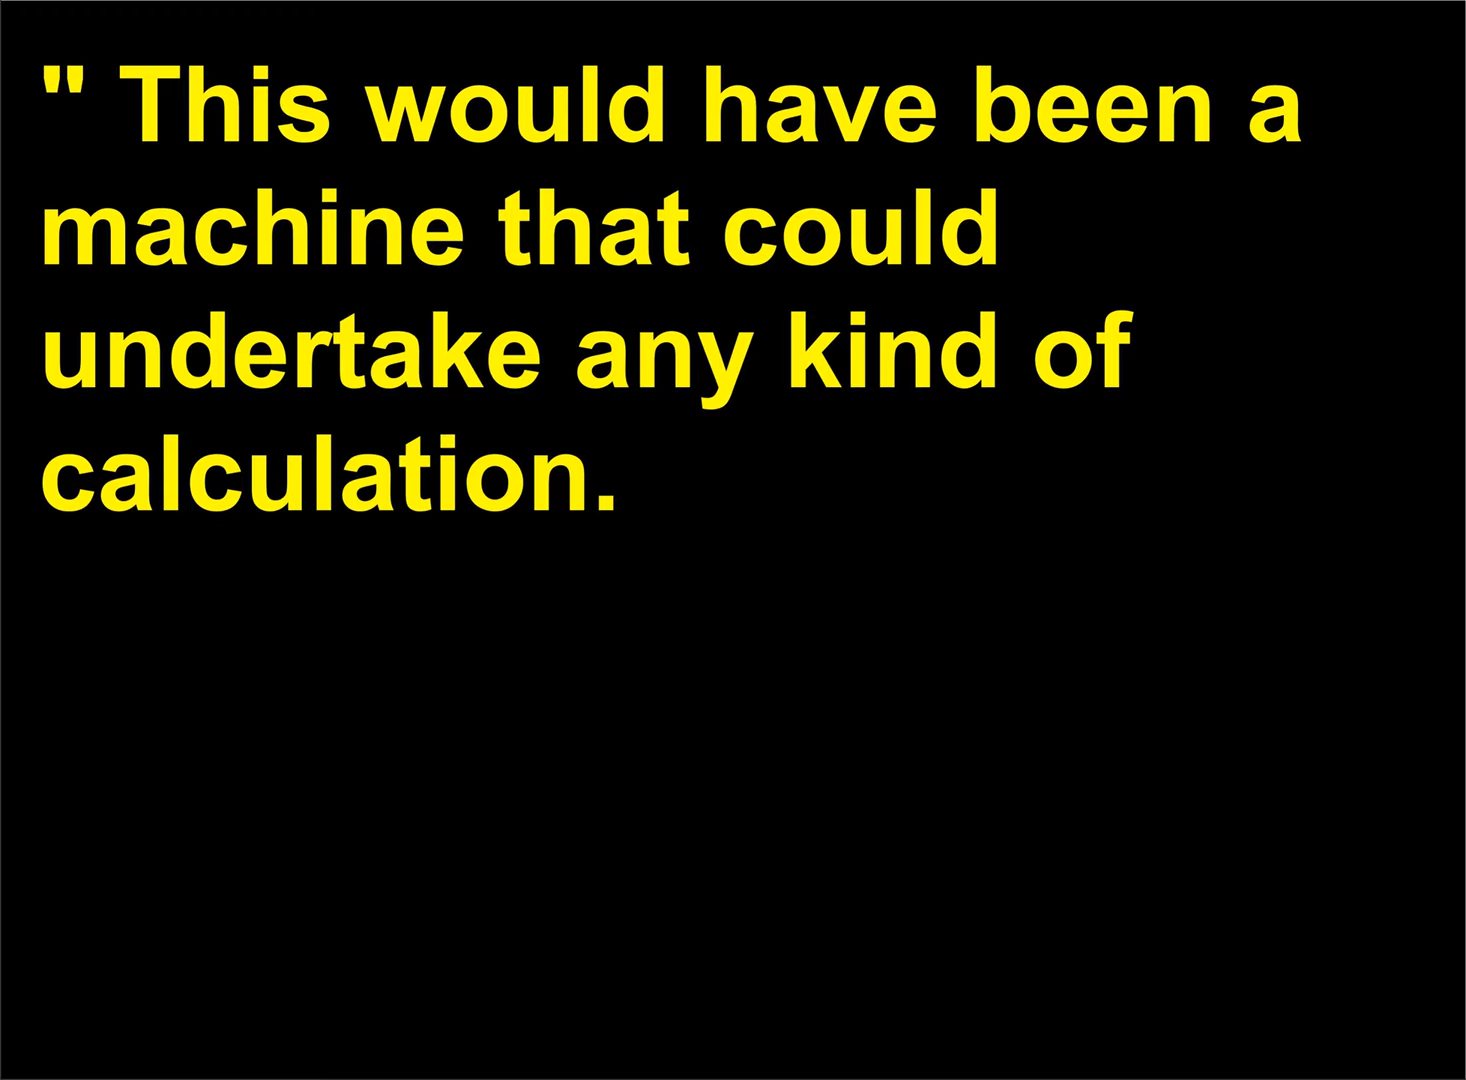 " This would have been a
machine that could
undertake any kind of
calculation.